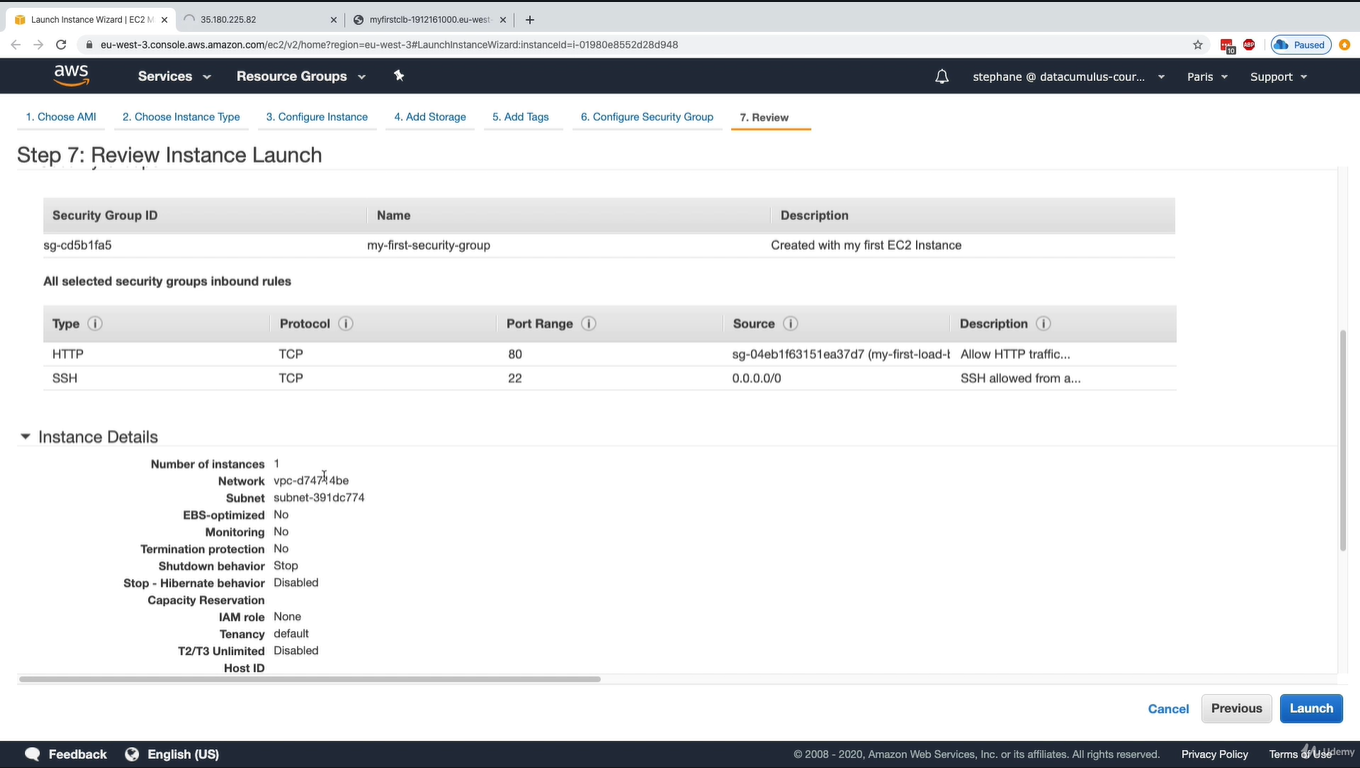 Launch Instance Wizard | EC2 M
35.180.225.82
myfirstclb-1912161000.eu-west-
eu-west-3.console.aws.amazon.com/ec2/v2/home?region=eu-west-3#LaunchInstanceWizard:instanceId=i-01980e8552d28d948
10
ABP
Paused
aws
Services
Resource Groups
stephane @ datacumulus-cour...
Paris
Support
1. Choose AMI
2. Choose Instance Type
3. Configure Instance
4. Add Storage
5. Add Tags
6. Configure Security Group
7. Review
Step 7: Review Instance Launch
Security Group ID Name Description
sg-cd5b1fa5 my-first-security-group Created with my first EC2 Instance
All selected security groups inbound rules
Type Protocol Port Range Source Description
HTTP TCP 80 sg-04eb1f63151ea37d7 (my-first-load-b Allow HTTP traffic...
SSH TCP 22 0.0.0.0/0 SSH allowed from a...
Instance Details
Number of instances 1
Network vpc-d74714be
Subnet subnet-391dc774
EBS-optimized No
Monitoring No
Termination protection No
Shutdown behavior Stop
Stop - Hibernate behavior Disabled
Capacity Reservation
IAM role None
Tenancy default
T2/T3 Unlimited Disabled
Host ID
Cancel
Previous
Launch
Feedback
English (US)
© 2008 - 2020, Amazon Web Services, Inc. or its affiliates. All rights reserved.
Privacy Policy
Terms of Use
Udemy